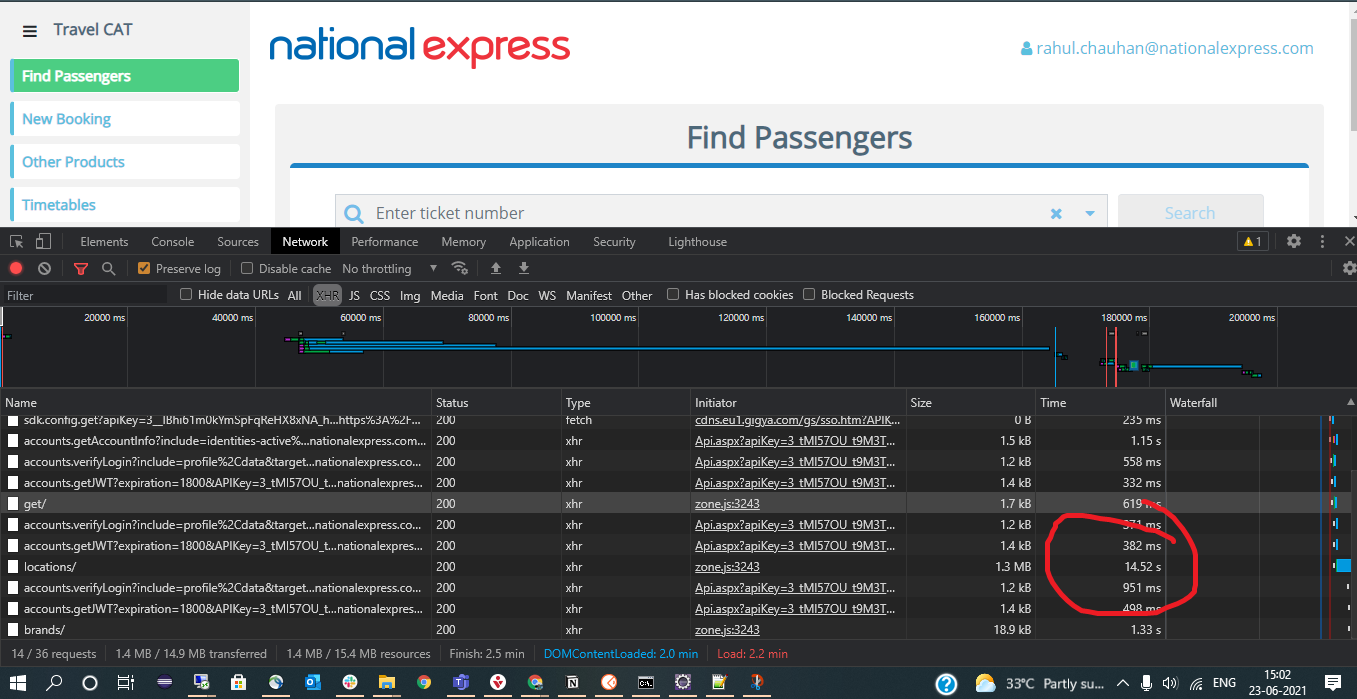 Travel CAT
national express
rahul.chauhan@nationalexpress.com
Find Passengers
New Booking
Other Products
Timetables
Find Passengers
Enter ticket number
Search
Elements Console Sources Network Performance Memory Application Security Lighthouse 1
Preserve log Disable cache No throttling
Filter Hide data URLs All XHR JS CSS Img Media Font Doc WS Manifest Other Has blocked cookies Blocked Requests
20000 ms 40000 ms 60000 ms 80000 ms 100000 ms 120000 ms 140000 ms 160000 ms 180000 ms 200000 ms
Name Status Type Initiator Size Time Waterfall
200 fetch cdns.eu1.gigya.com/gs/sso.htm?APIK... 0 B 235 ms
accounts.getAccountInfo?include=identities-active%...nationalexpress.com... 200 xhr Api.aspx?apiKey=3_tMI57OU_t9M3T... 1.5 kB 1.15 s
accounts.verifyLogin?include=profile%2Cdata&target...nationalexpress.co... 200 xhr Api.aspx?apiKey=3_tMI57OU_t9M3T... 1.2 kB 558 ms
accounts.getJWT?expiration=1800&APIKey=3_tMI57OU_t...nationalexpres... 200 xhr Api.aspx?apiKey=3_tMI57OU_t9M3T... 1.4 kB 332 ms
get/ 200 xhr zone.js:3243 1.7 kB 619 ms
accounts.verifyLogin?include=profile%2Cdata&target...nationalexpress.co... 200 xhr Api.aspx?apiKey=3_tMI57OU_t9M3T... 1.2 kB 371 ms
accounts.getJWT?expiration=1800&APIKey=3_tMI57OU_t...nationalexpres... 200 xhr Api.aspx?apiKey=3_tMI57OU_t9M3T... 1.4 kB 382 ms
locations/ 200 xhr zone.js:3243 1.3 MB 14.52 s
accounts.verifyLogin?include=profile%2Cdata&target...nationalexpress.co... 200 xhr Api.aspx?apiKey=3_tMI57OU_t9M3T... 1.2 kB 951 ms
accounts.getJWT?expiration=1800&APIKey=3_tMI57OU_t...nationalexpres... 200 xhr Api.aspx?apiKey=3_tMI57OU_t9M3T... 1.4 kB 498 ms
brands/ 200 xhr zone.js:3243 18.9 kB 1.33 s
14 / 36 requests 1.4 MB / 14.9 MB transferred 1.4 MB / 15.4 MB resources Finish: 2.5 min DOMContentLoaded: 2.0 min Load: 2.2 min
33°C Partly su... ENG 15:02
23-06-2021